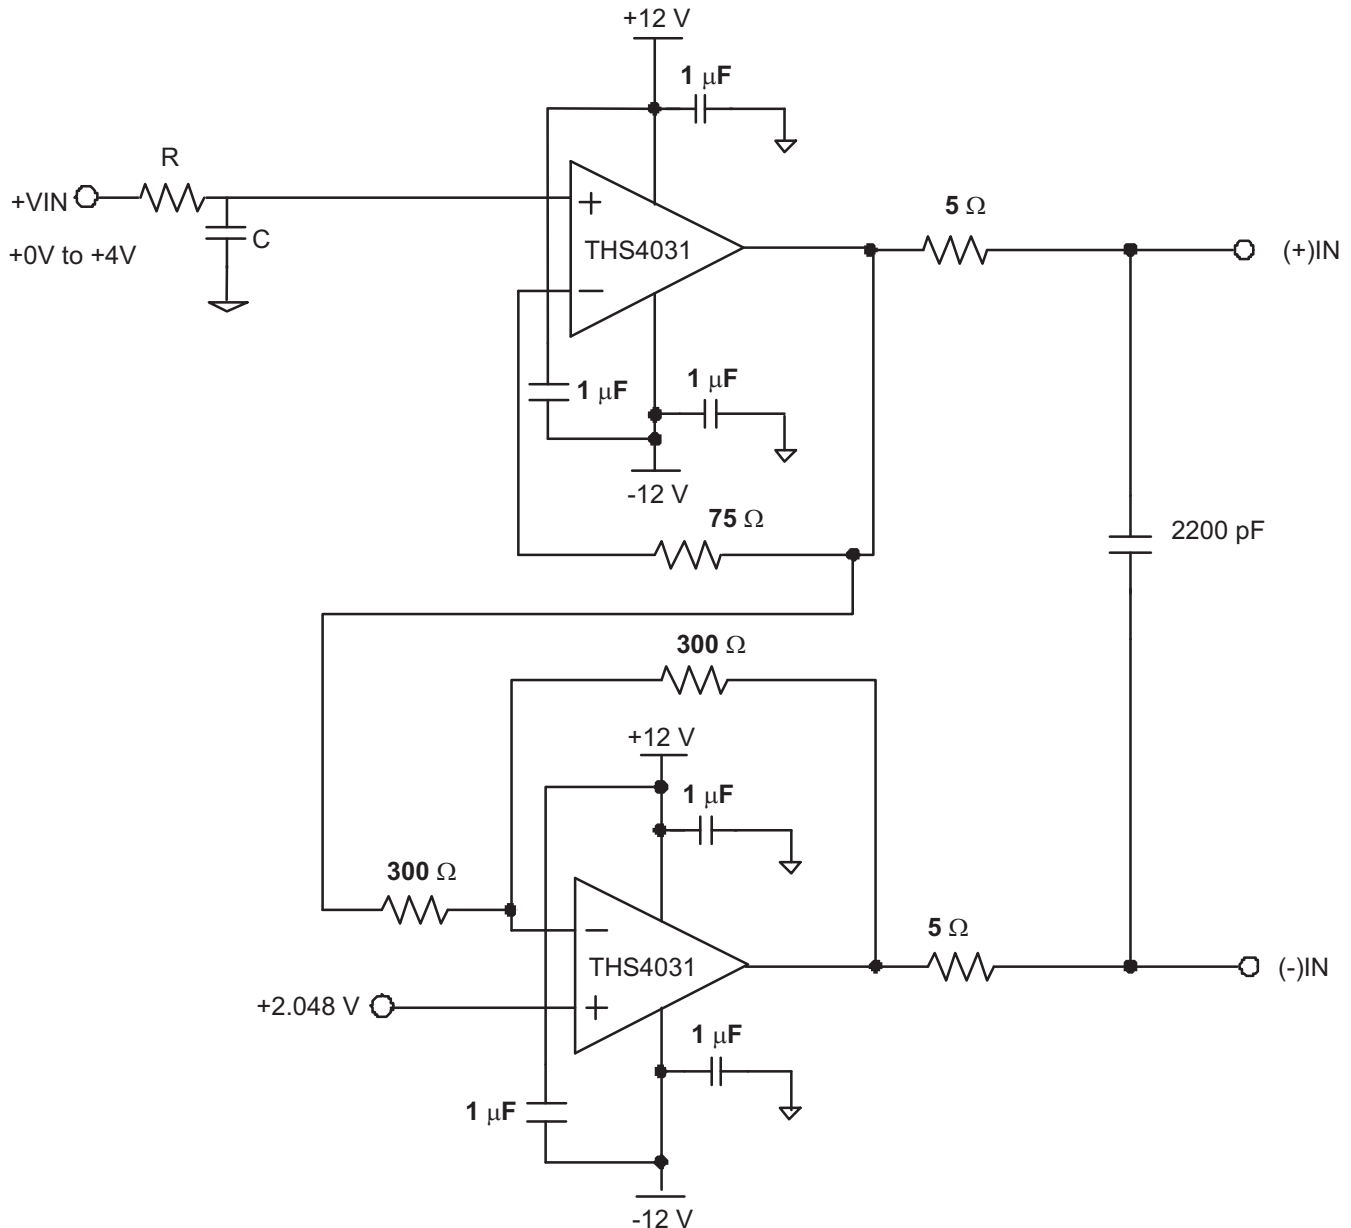 +12 V
1 μF
R
+VIN
+0V to +4V
C
+
THS4031
−
5 Ω
(+)IN
1 μF
1 μF
-12 V
75 Ω
2200 pF
300 Ω
+12 V
1 μF
300 Ω
−
THS4031
+
5 Ω
(-)IN
+2.048 V
1 μF
1 μF
-12 V